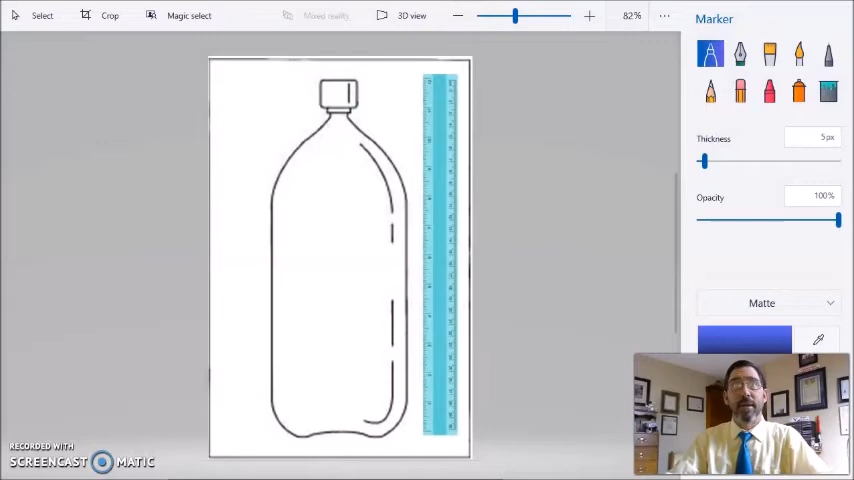 Select
Crop
Magic select
Mixed reality
3D view
82%
Marker
Thickness
5px
Opacity
100%
Matte
RECORDED WITH
SCREENCAST MATIC